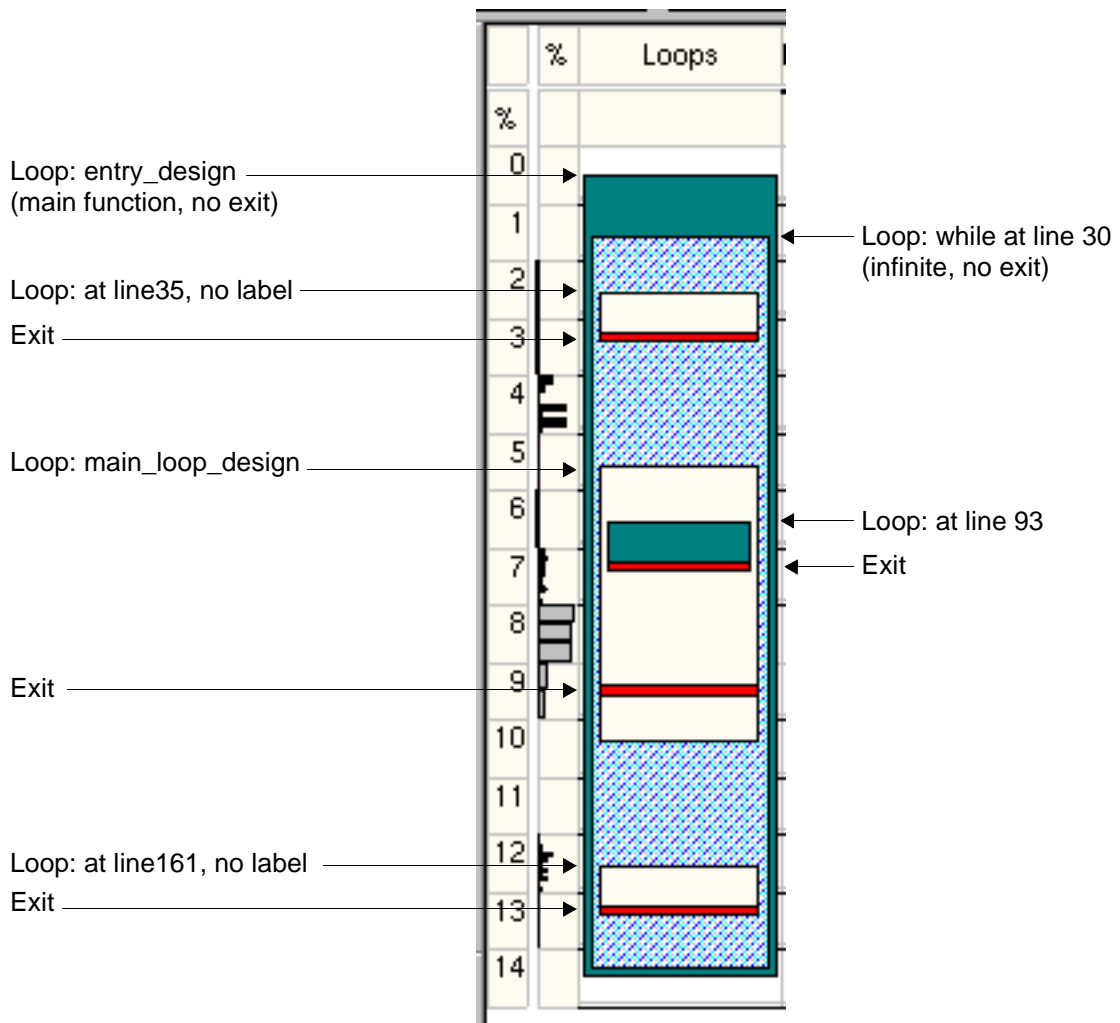 % Loops
%
0
Loop: entry_design
(main function, no exit)
1
Loop: while at line 30
(infinite, no exit)
2
Loop: at line35, no label
Exit
3
4
5
Loop: main_loop_design
6
Loop: at line 93
7
Exit
8
9
Exit
10
11
12
Loop: at line161, no label
Exit
13
14